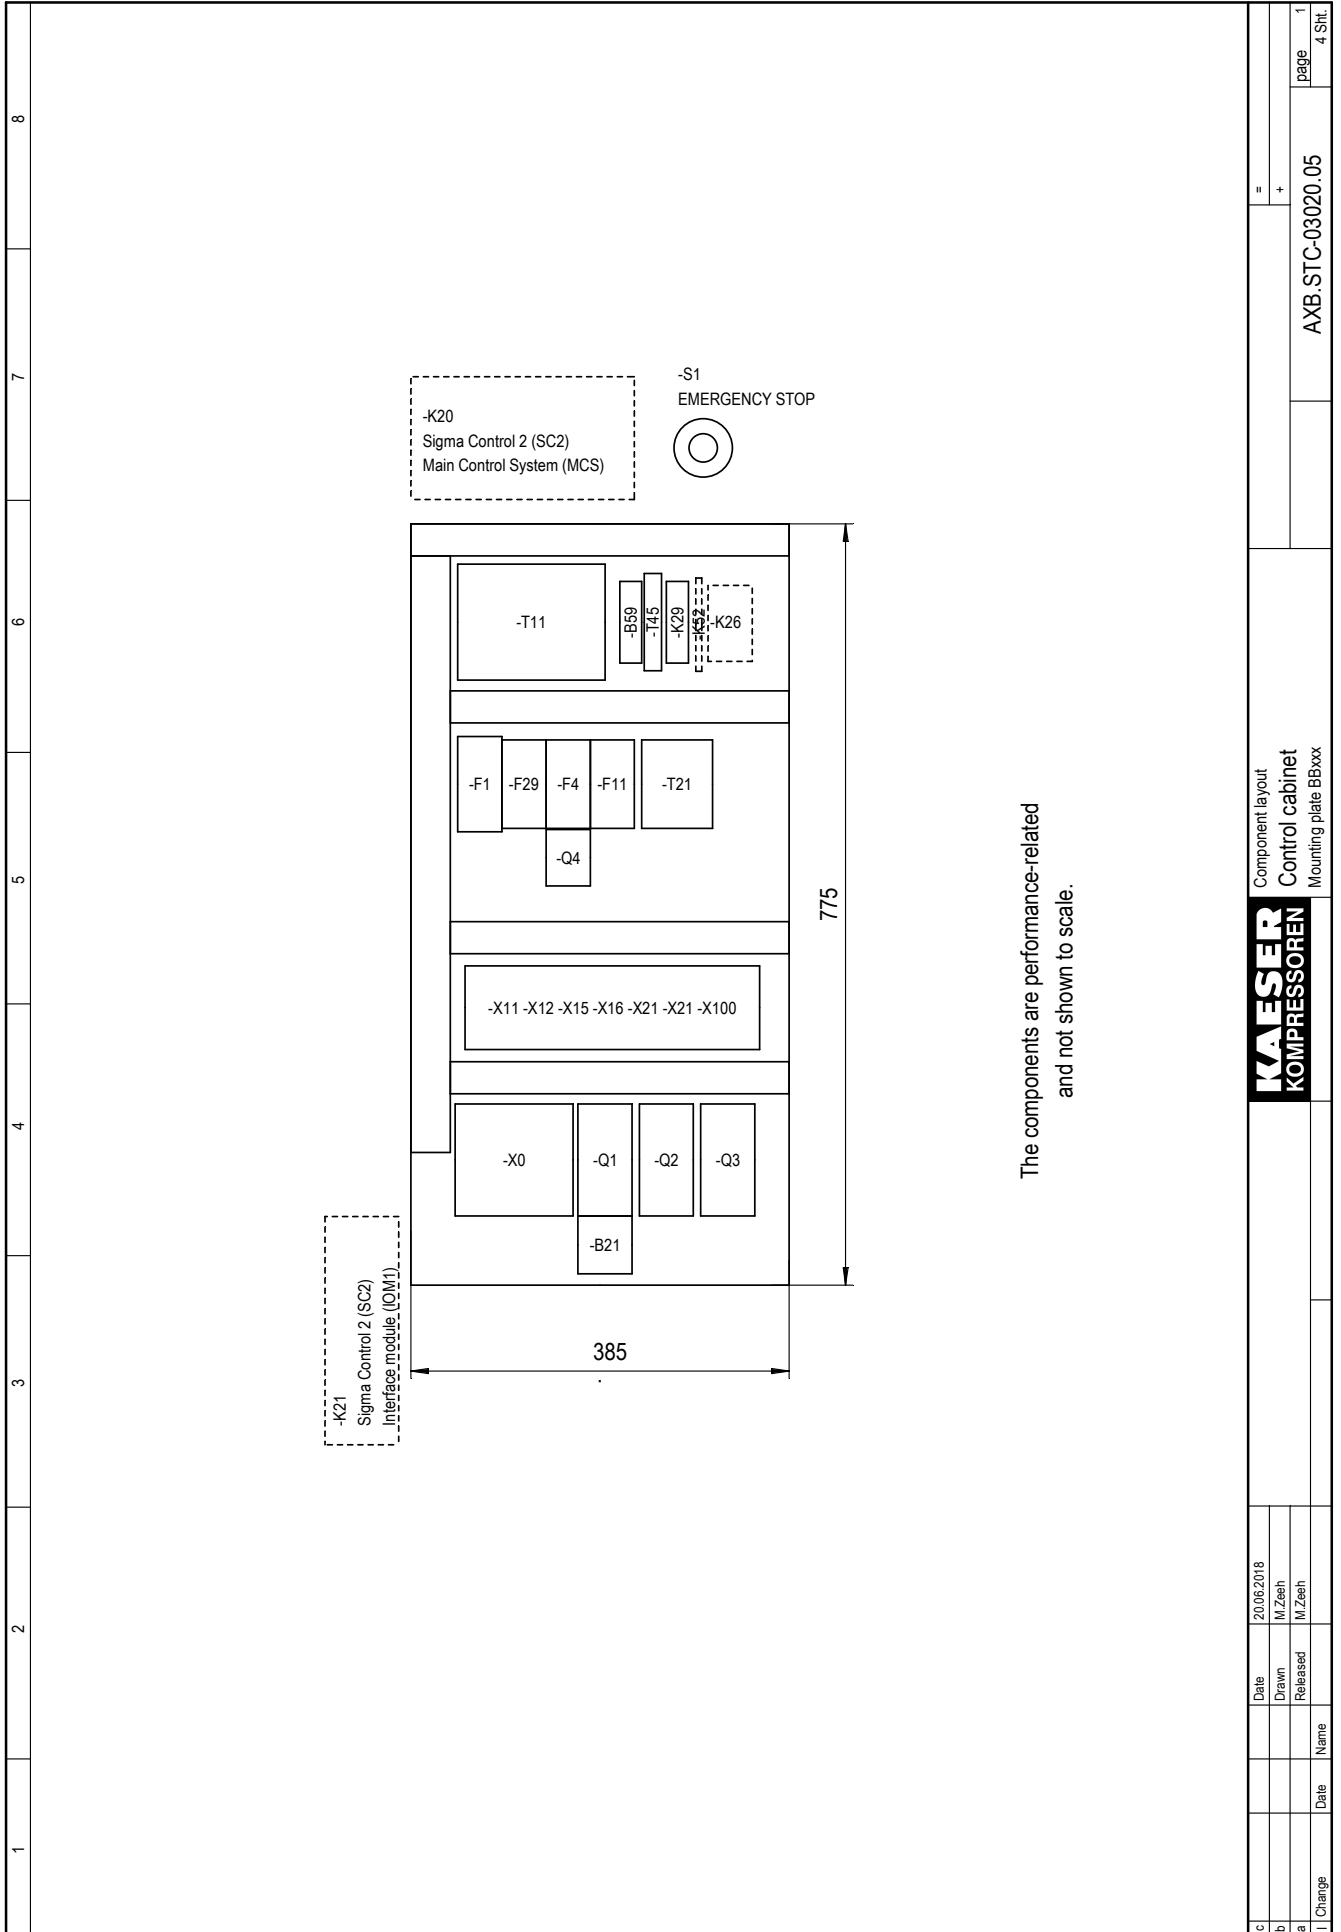 8
7
6
5
4
3
2
1
-K20
Sigma Control 2 (SC2)
Main Control System (MCS)
-S1
EMERGENCY STOP
-T11
-B59
-T45
-K29
-K52
-K26
-F1
-F29
-F4
-F11
-T21
-Q4
775
-X11 -X12 -X15 -X16 -X21 -X21 -X100
-X0
-Q1
-Q2
-Q3
-B21
-K21
Sigma Control 2 (SC2)
Interface module (IOM1)
385
The components are performance-related
and not shown to scale.
c
b
a
Change
Date
Name
Date
20.06.2018
Drawn
M.Zeeh
Released
M.Zeeh
KAESER
KOMPRESSOREN
Component layout
Control cabinet
Mounting plate BBxxx
=
+
AXB.STC-03020.05
page 1
4 Sht.